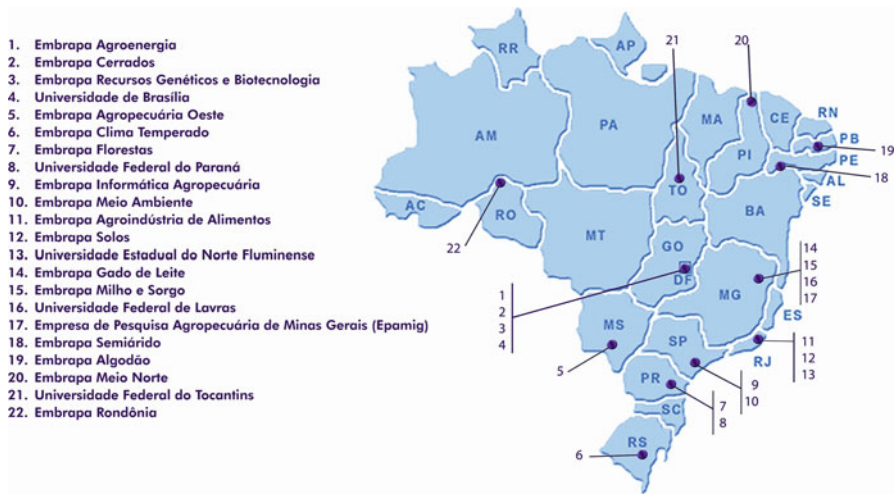 1. Embrapa Agroenergia
2. Embrapa Cerrados
3. Embrapa Recursos Genéticos e Biotecnologia
4. Universidade de Brasília
5. Embrapa Agropecuária Oeste
6. Embrapa Clima Temperado
7. Embrapa Florestas
8. Universidade Federal do Paraná
9. Embrapa Informática Agropecuária
10. Embrapa Meio Ambiente
11. Embrapa Agroindústria de Alimentos
12. Embrapa Solos
13. Universidade Estadual do Norte Fluminense
14. Embrapa Gado de Leite
15. Embrapa Milho e Sorgo
16. Universidade Federal de Lavras
17. Empresa de Pesquisa Agropecuária de Minas Gerais (Epamig)
18. Embrapa Semiárido
19. Embrapa Algodão
20. Embrapa Meio Norte
21. Universidade Federal do Tocantins
22. Embrapa Rondônia
21
20
RR
AP
AM
PA
MA
CE
RN
PB
19
PI
PE
18
AL
SE
TO
AC
RO
22
BA
MT
GO
DF
14
15
16
17
1
2
3
4
MG
ES
MS
SP
RJ
11
12
13
5
PR
9
10
7
8
SC
RS
6